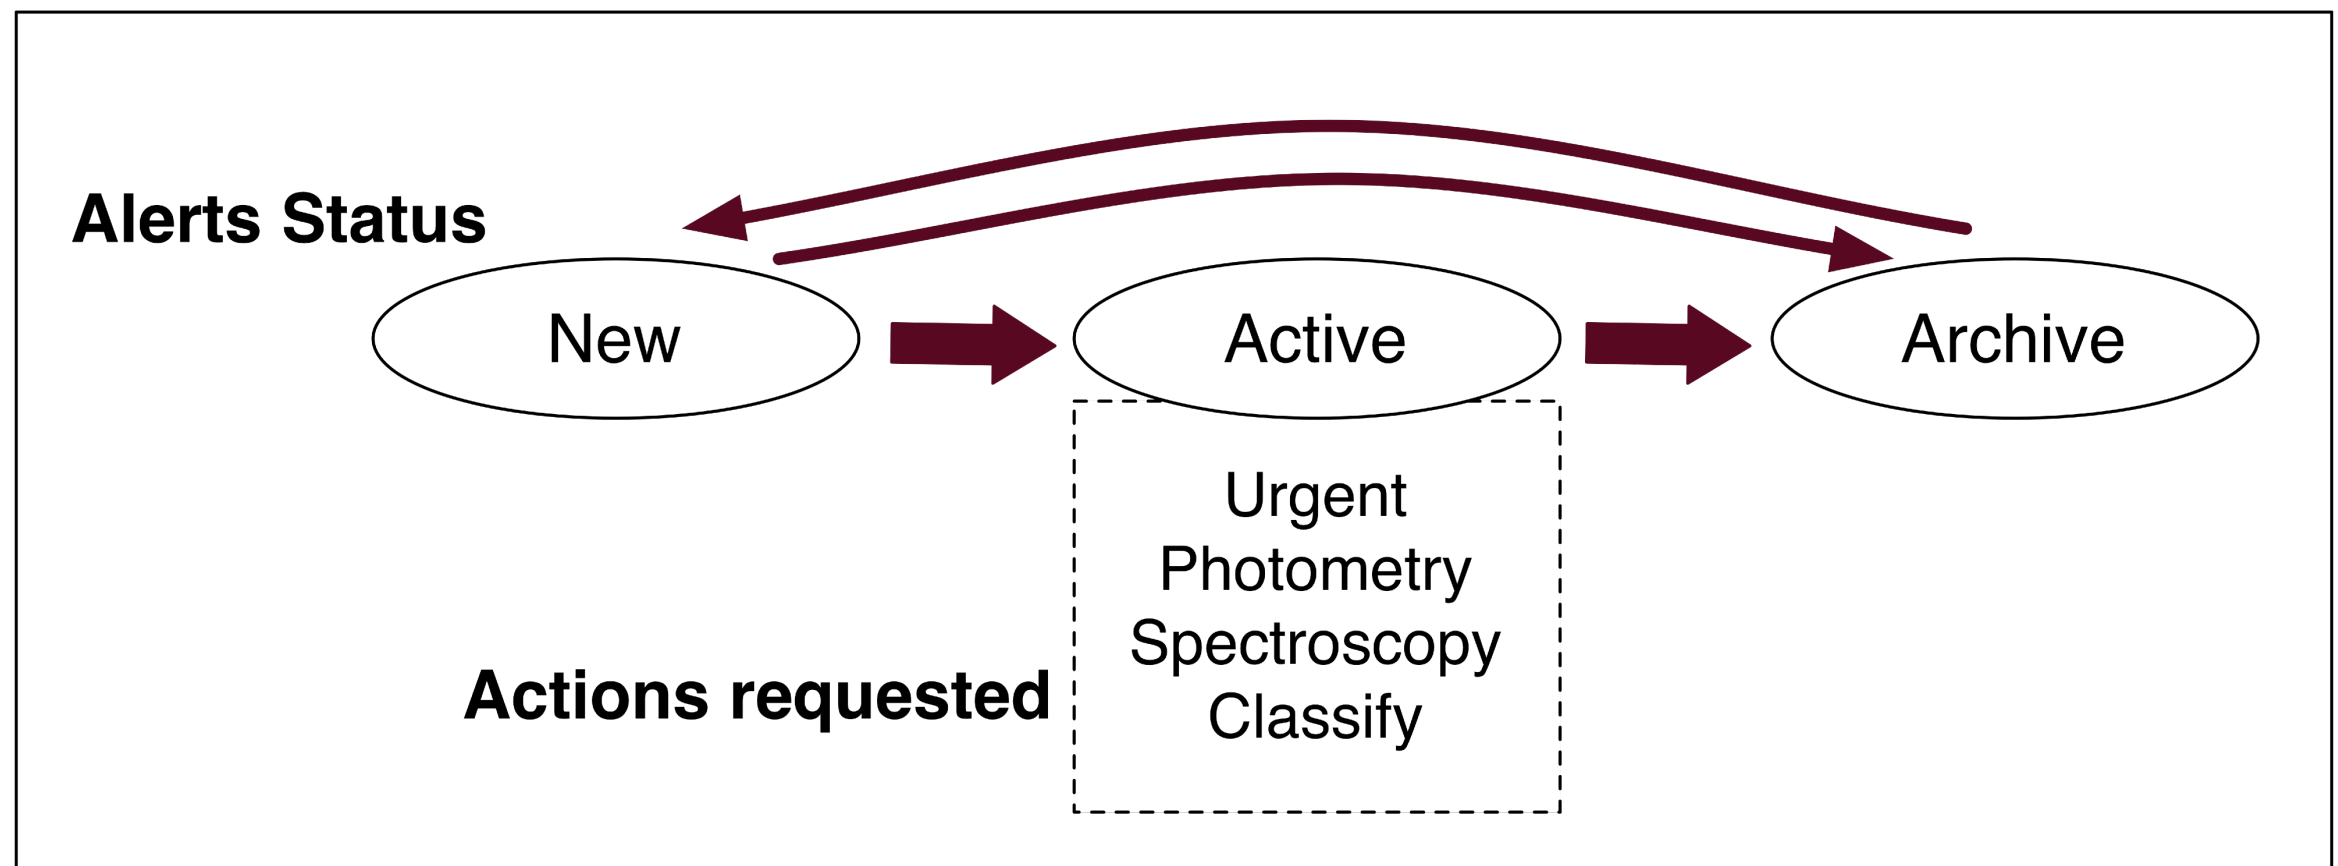 Alerts Status
New
Active
Archive
Urgent
Photometry
Spectroscopy
Classify
Actions requested